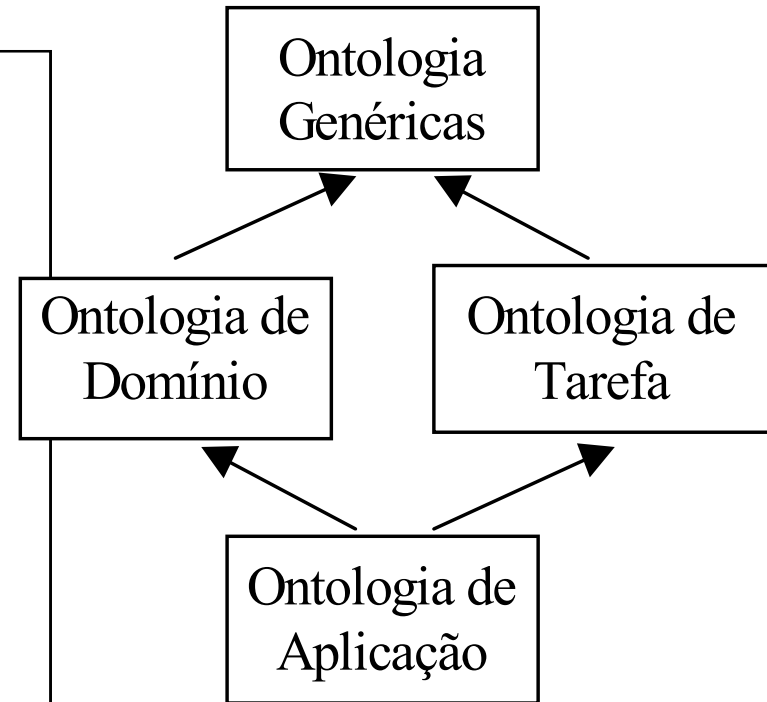 Ontologia
Genéricas
Ontologia de
Domínio
Ontologia de
Tarefa
Ontologia de
Aplicação